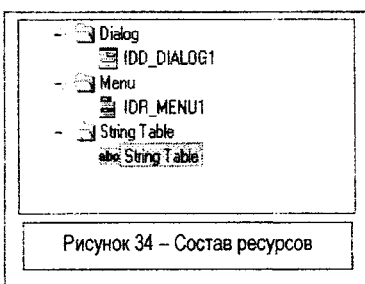 Dialog
IDD_DIALOG1
Menu
IDR_MENU1
String Table
abc String Table
Рисунок 34 – Состав ресурсов